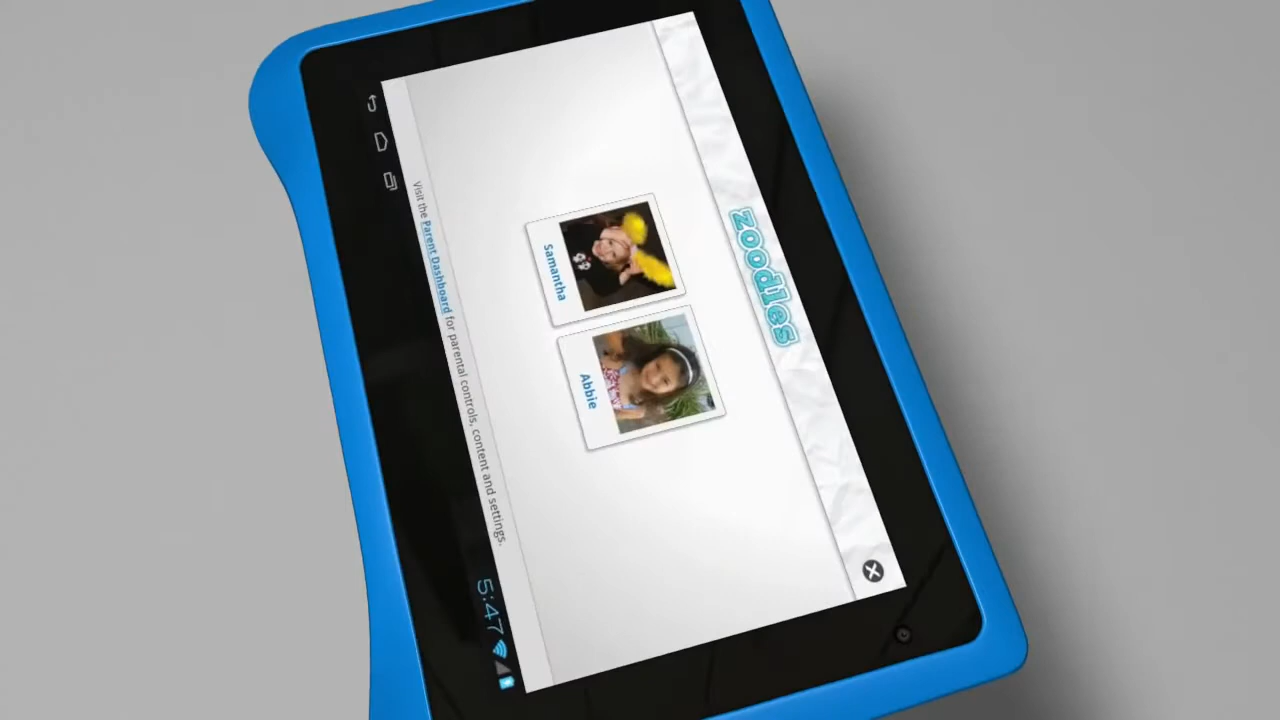 zoodles
Samantha
Abbie
Visit the Parent Dashboard for parental controls, content and settings.
5:47